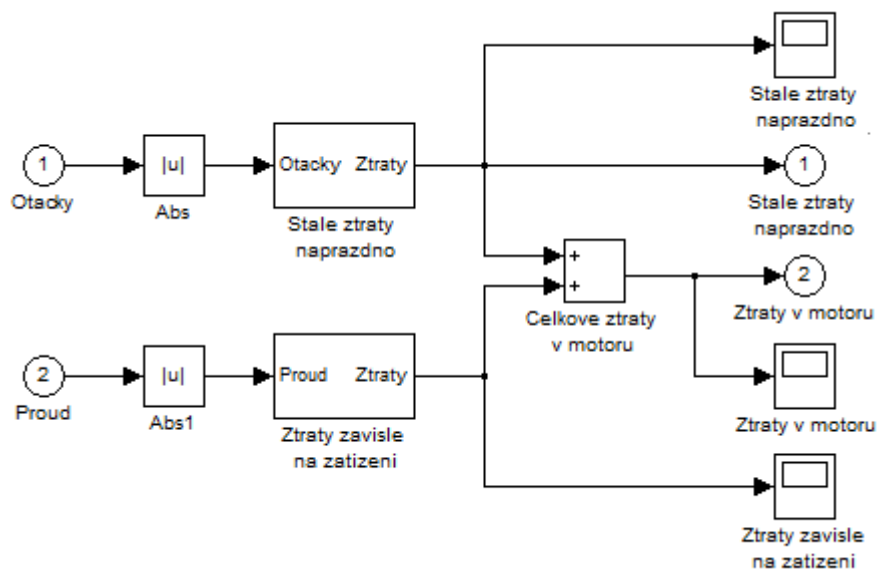 Stale ztraty
naprazdno
1
Otacky
|u|
Abs
Otacky Ztraty
Stale ztraty
naprazdno
1
Stale ztraty
naprazdno
+
+
Celkove ztraty
v motoru
2
Ztraty v motoru
2
Proud
|u|
Abs1
Proud Ztraty
Ztraty zavisle
na zatizeni
Ztraty v motoru
Ztraty zavisle
na zatizeni